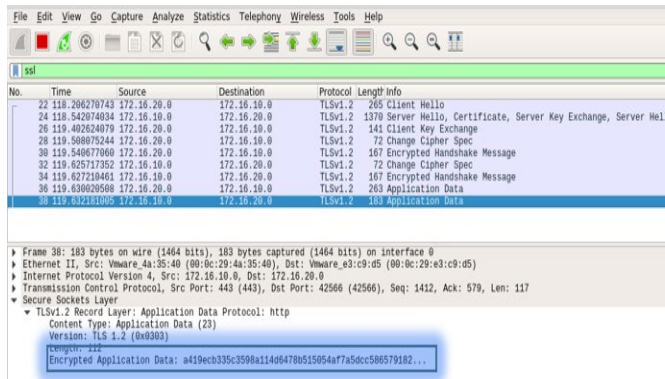 File Edit View Go Capture Analyze Statistics Telephony Wireless Tools Help
ssl
No. Time Source Destination Protocol Length Info
22 118.206270743 172.16.20.0 172.16.10.0 TLSv1.2 265 Client Hello
24 118.542074034 172.16.10.0 172.16.20.0 TLSv1.2 1370 Server Hello, Certificate, Server Key Exchange, Server Hel
26 119.402624079 172.16.20.0 172.16.10.0 TLSv1.2 141 Client Key Exchange
28 119.508075244 172.16.20.0 172.16.10.0 TLSv1.2 72 Change Cipher Spec
30 119.540677060 172.16.20.0 172.16.10.0 TLSv1.2 167 Encrypted Handshake Message
32 119.625717352 172.16.10.0 172.16.20.0 TLSv1.2 72 Change Cipher Spec
34 119.627210461 172.16.10.0 172.16.20.0 TLSv1.2 167 Encrypted Handshake Message
36 119.630020508 172.16.20.0 172.16.10.0 TLSv1.2 263 Application Data
38 119.632181005 172.16.10.0 172.16.20.0 TLSv1.2 183 Application Data
Frame 38: 183 bytes on wire (1464 bits), 183 bytes captured (1464 bits) on interface 0
Ethernet II, Src: Vmware_4a:35:40 (00:0c:29:4a:35:40), Dst: Vmware_e3:c9:d5 (00:0c:29:e3:c9:d5)
Internet Protocol Version 4, Src: 172.16.10.0, Dst: 172.16.20.0
Transmission Control Protocol, Src Port: 443 (443), Dst Port: 42566 (42566), Seq: 1412, Ack: 579, Len: 117
Secure Sockets Layer
TLSv1.2 Record Layer: Application Data Protocol: http
Content Type: Application Data (23)
Version: TLS 1.2 (0x0303)
Length: 112
Encrypted Application Data: a419ecb335c3598a114d6478b515054af7a5dcc586579182...